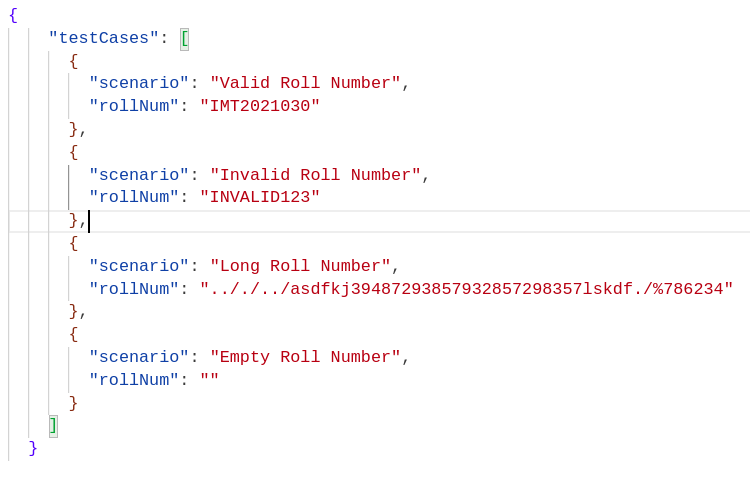 {
"testCases": [
{
"scenario": "Valid Roll Number",
"rollNum": "IMT2021030"
},
{
"scenario": "Invalid Roll Number",
"rollNum": "INVALID123"
},
{
"scenario": "Long Roll Number",
"rollNum": ".././../asdfkj39487293857932857298357lskdf./%786234"
},
{
"scenario": "Empty Roll Number",
"rollNum": ""
}
]
}